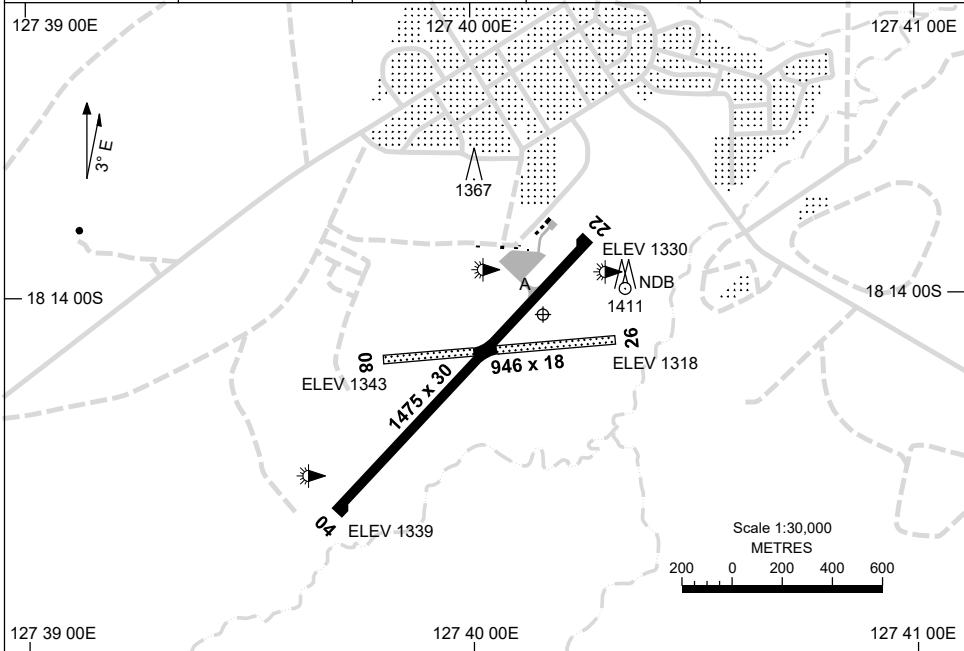 127 39 00E
127 40 00E
127 41 00E
3° E
1367
22
ELEV 1330
NDB
A
1411
18 14 00S
18 14 00S
26
08
946 x 18
ELEV 1318
ELEV 1343
1475 x 30
04
ELEV 1339
Scale 1:30,000
METRES
200 0 200 400 600
127 39 00E
127 40 00E
127 41 00E